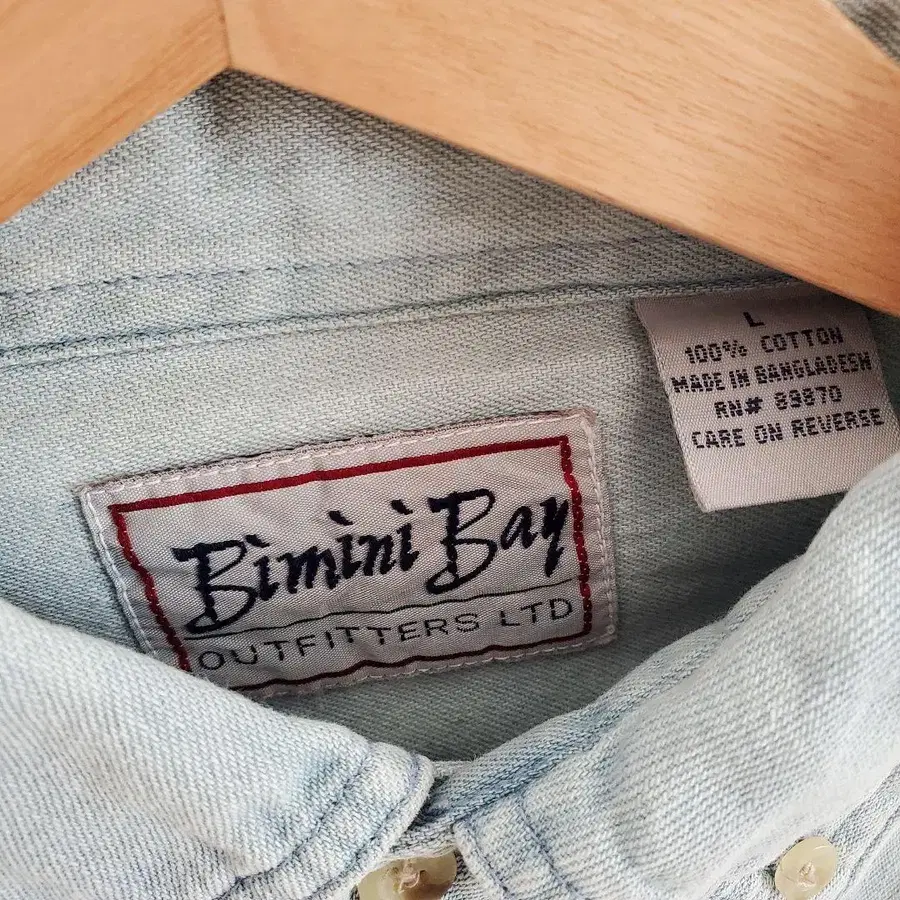 Bimini Bay
OUTFITTERS LTD
L
100% COTTON
MADE IN BANGLADESH
RN# 89870
CARE ON REVERSE